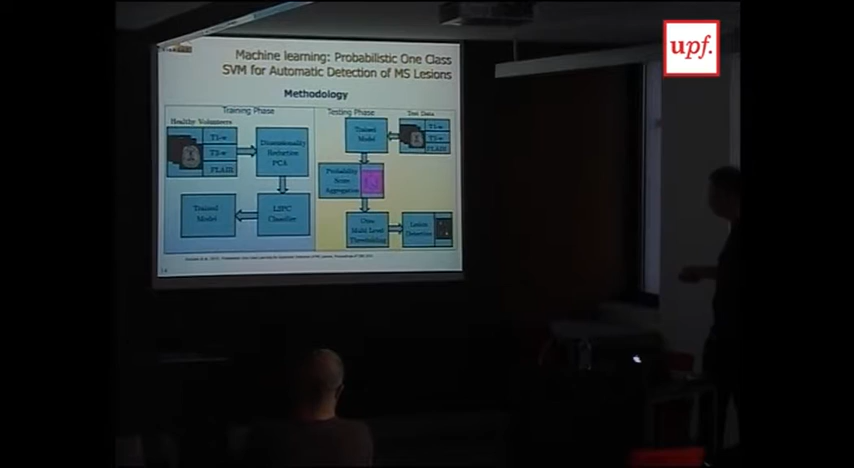 upf.
Machine learning: Probabilistic One Class
SVM for Automatic Detection of MS Lesions
Methodology
Training Phase
Healthy Volunteers
T1-w
T2-w
FLAIR
Dimensionality
Reduction
PCA
Trained
Model
Classifier
Testing Phase
Test Data
Trained
Model
T1-w
T2-w
FLAIR
Probability
Score
Aggregation
Otsu
Multi Level
Thresholding
Lesion
Detection